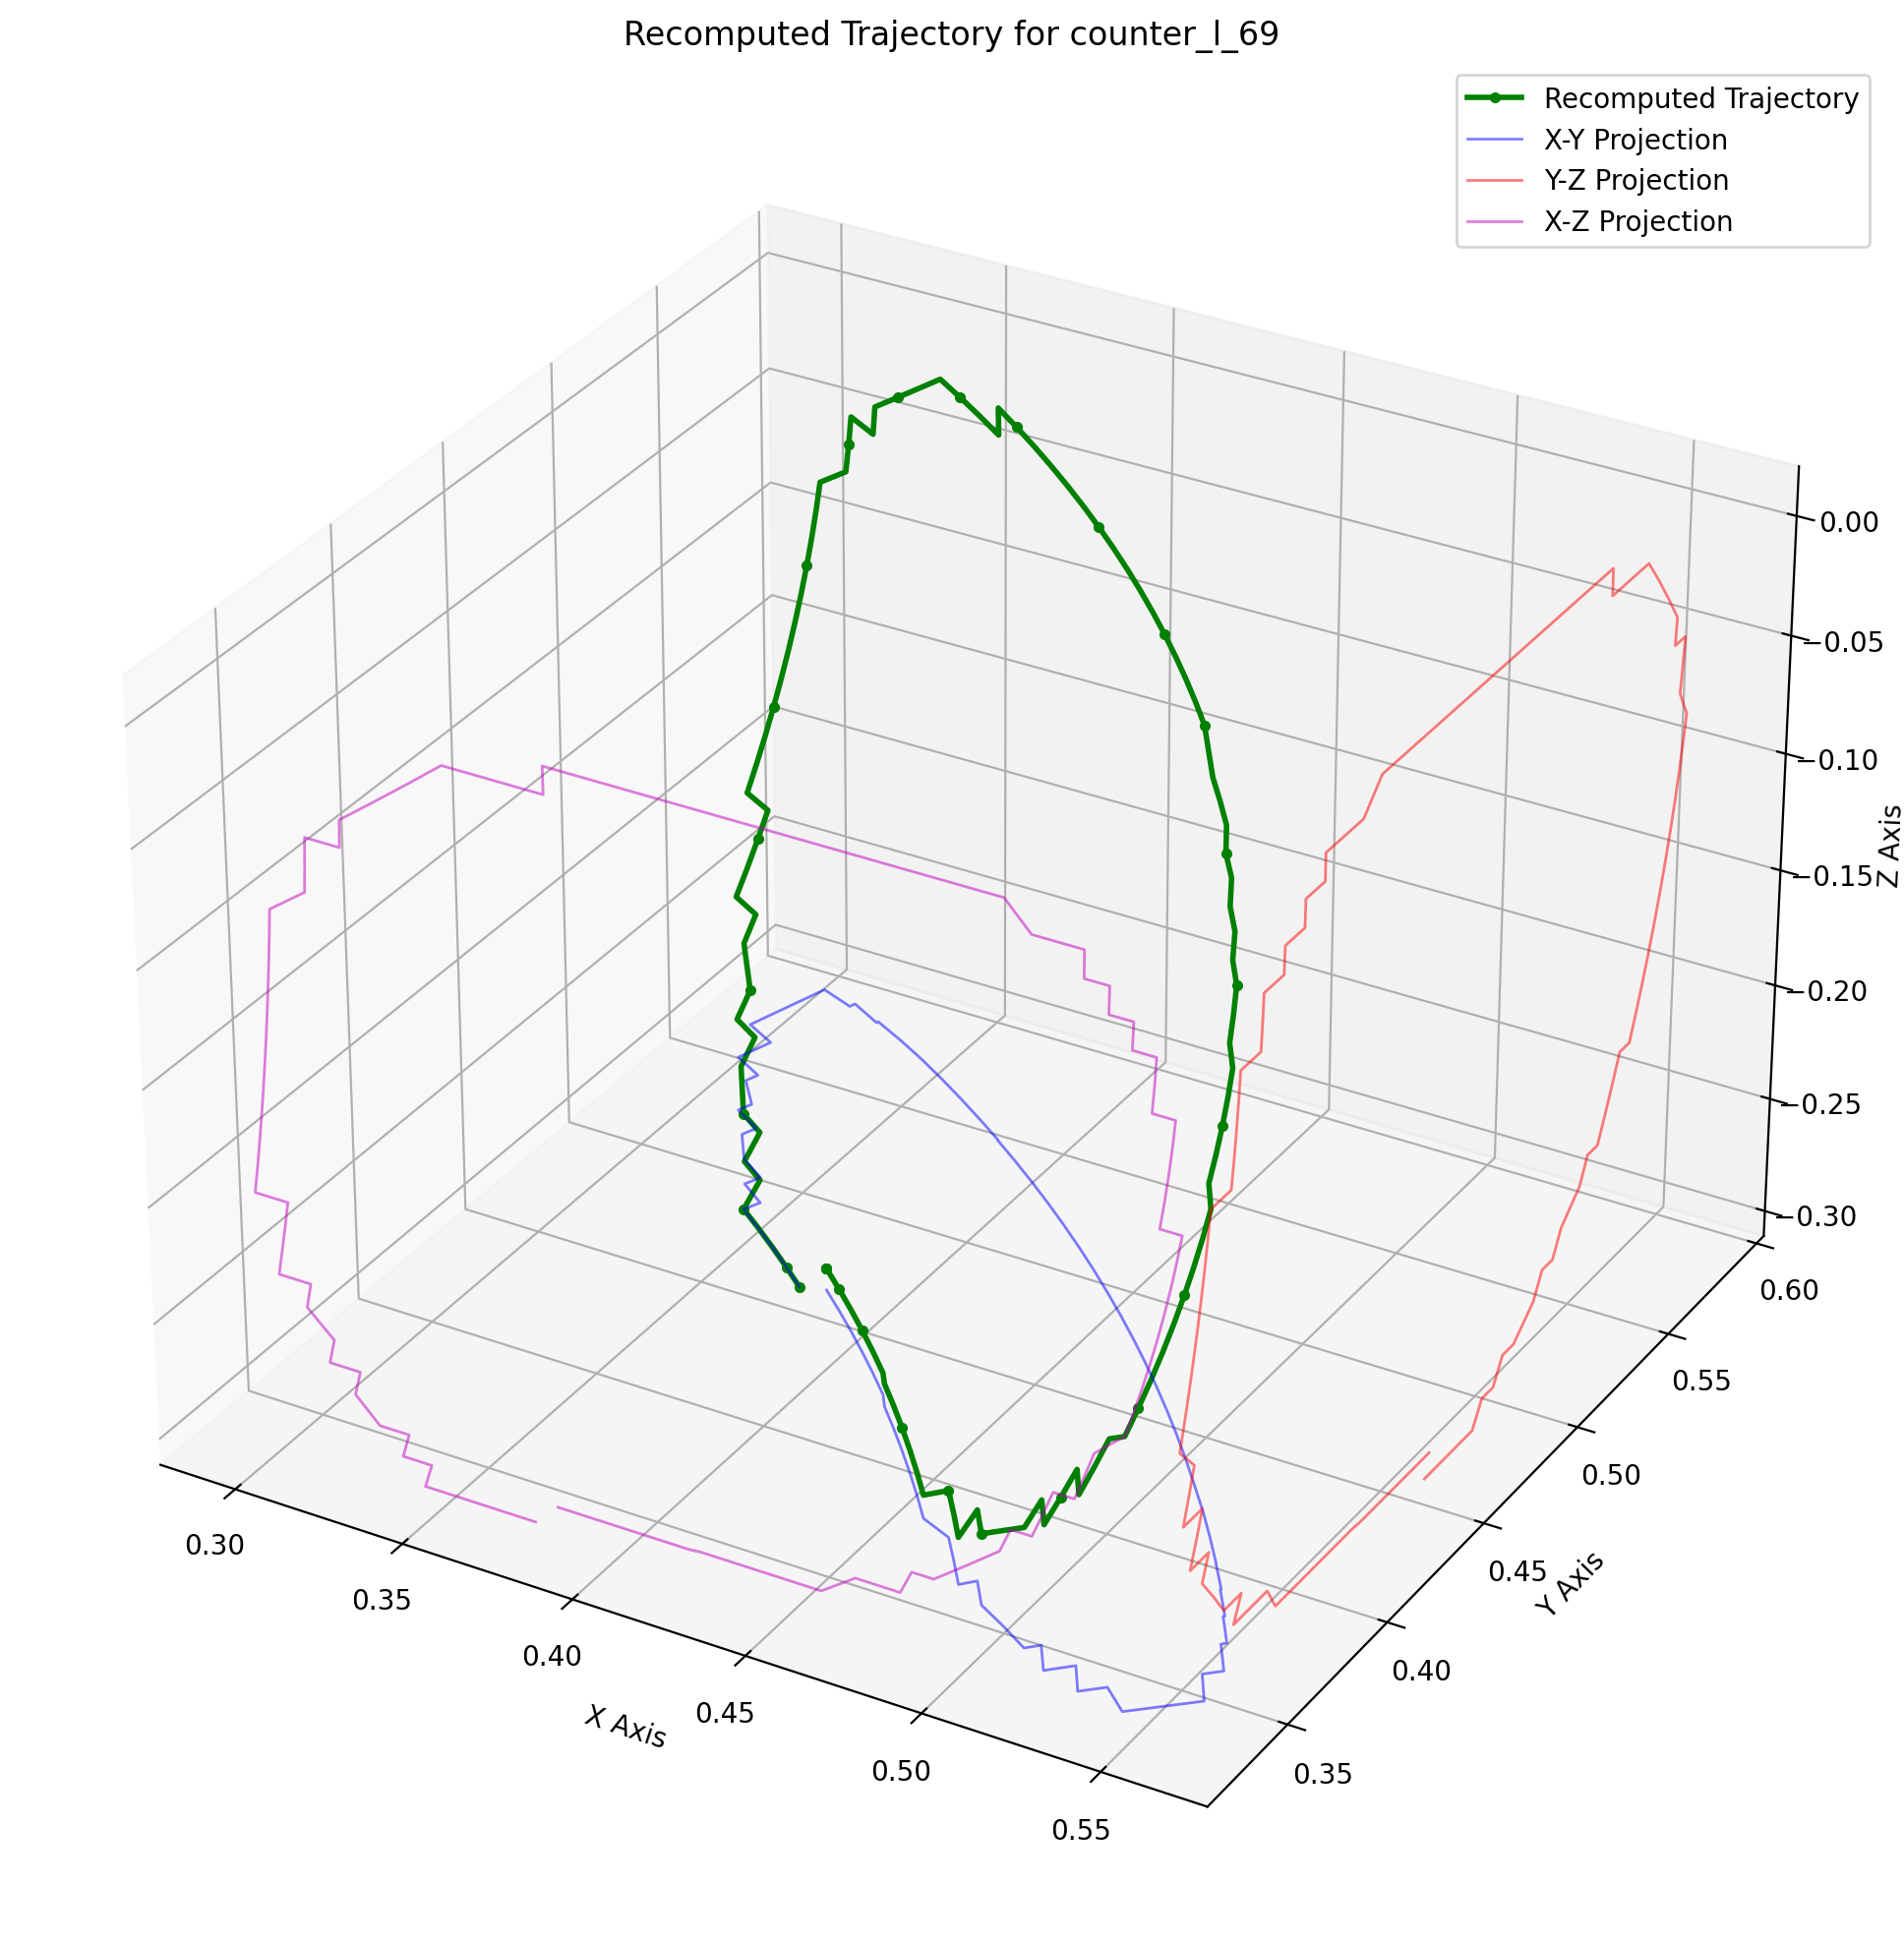 Recomputed Trajectory for counter_l_69
Recomputed Trajectory
X-Y Projection
Y-Z Projection
X-Z Projection
0.00
−0.05
−0.10
−0.15
−0.20
−0.25
−0.30
Z Axis
0.60
0.55
0.50
0.45
0.40
0.35
Y Axis
0.30
0.35
0.40
0.45
0.50
0.55
X Axis